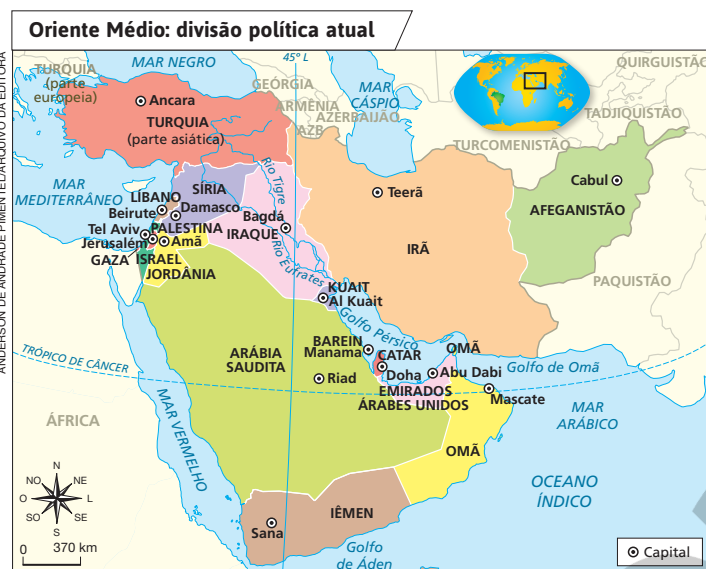 Oriente Médio: divisão política atual
ANDERSON DE ANDRADE PIMENTEL/ARQUIVO DA EDITORA
TURQUIA
(parte
europeia)
MAR NEGRO
45º L
GEÓRGIA
ARMÊNIA
AZB.
AZERBAIJÃO
MAR
CÁSPIO
QUIRGUISTÃO
TADJIQUISTÃO
TURCOMENISTÃO
Ancara
TURQUIA
(parte asiática)
MAR
MEDITERRÂNEO
Rio Tigre
SÍRIA
LÍBANO
Beirute
Damasco
Tel Aviv
PALESTINA
Jerusalém
Amã
GAZA
ISRAEL
JORDÂNIA
Bagdá
IRAQUE
Rio Eufrates
Teerã
IRÃ
Cabul
AFEGANISTÃO
PAQUISTÃO
KUAIT
Al Kuait
Golfo Pérsico
BAREIN
Manama
CATAR
Doha
OMÃ
Golfo de Omã
Abu Dabi
EMIRADOS
ÁRABES UNIDOS
Mascate
TRÓPICO DE CÂNCER
ARÁBIA
SAUDITA
Riad
ÁFRICA
MAR VERMELHO
MAR
ARÁBICO
OMÃ
OCEANO
ÍNDICO
IÊMEN
Sana
Golfo
de Áden
N
NO
NE
O
L
SO
SE
S
0
370 km
Capital